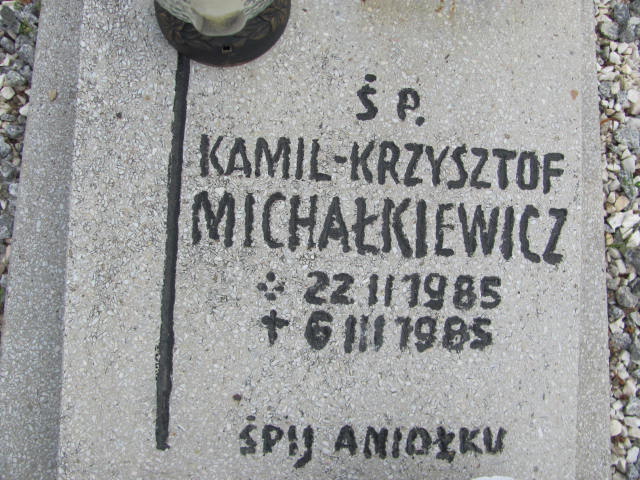 Ś P.
KAMIL-KRZYSZTOF
MICHAŁKIEWICZ
22 II 1985
† 6 III 1985
ŚPIJ ANIOŁKU